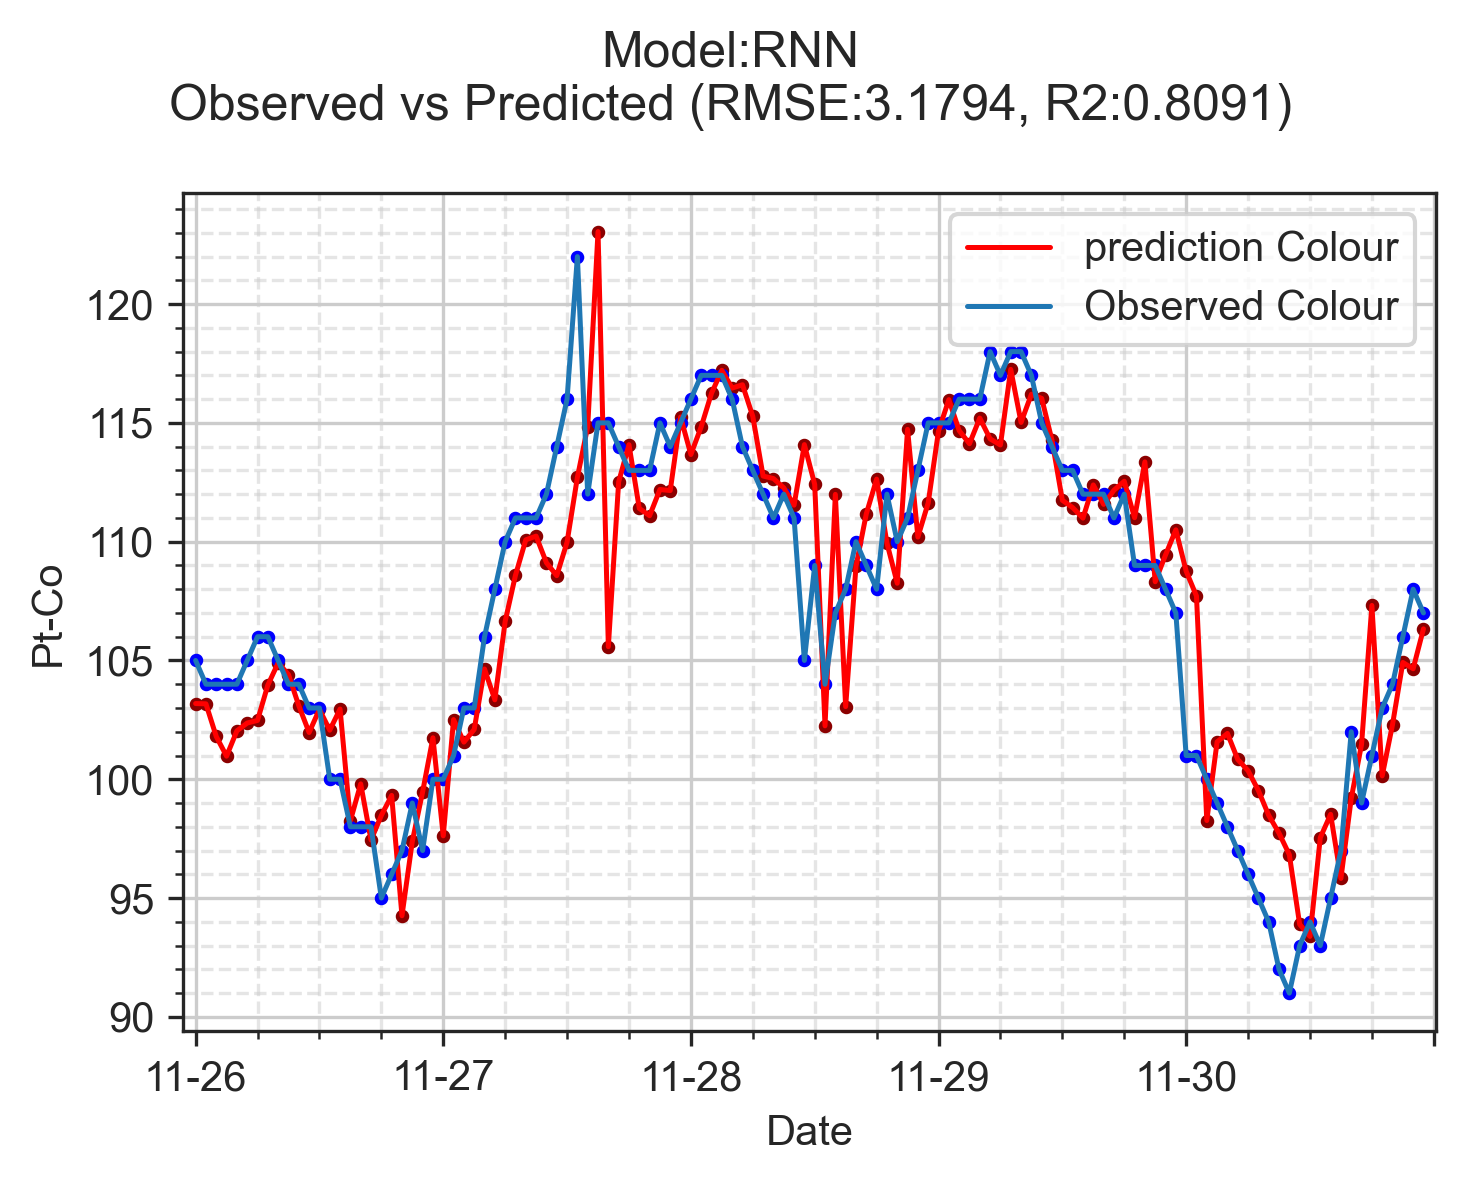 Model:RNN
Observed vs Predicted (RMSE:3.1794, R2:0.8091)
prediction Colour
Observed Colour
120
115
110
105
100
95
90
Pt-Co
11-26
11-27
11-28
11-29
11-30
Date